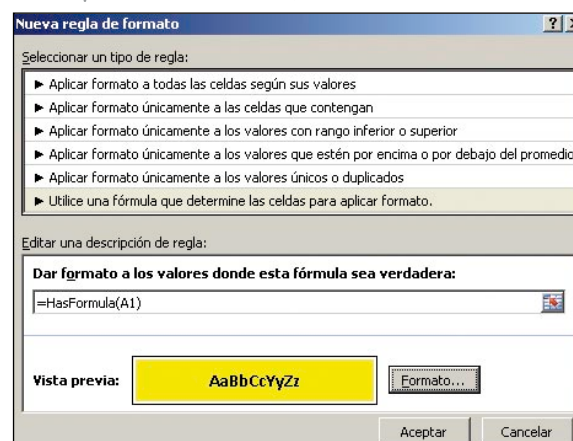 Nueva regla de formato
Seleccionar un tipo de regla:
► Aplicar formato a todas las celdas según sus valores
► Aplicar formato únicamente a las celdas que contengan
► Aplicar formato únicamente a los valores con rango inferior o superior
► Aplicar formato únicamente a los valores que estén por encima o por debajo del promedio
► Aplicar formato únicamente a los valores únicos o duplicados
► Utilice una fórmula que determine las celdas para aplicar formato.
Editar una descripción de regla:
Dar formato a los valores donde esta fórmula sea verdadera:
=HasFormula(A1)
Vista previa: AaBbCcYyZz Formato...
Aceptar Cancelar